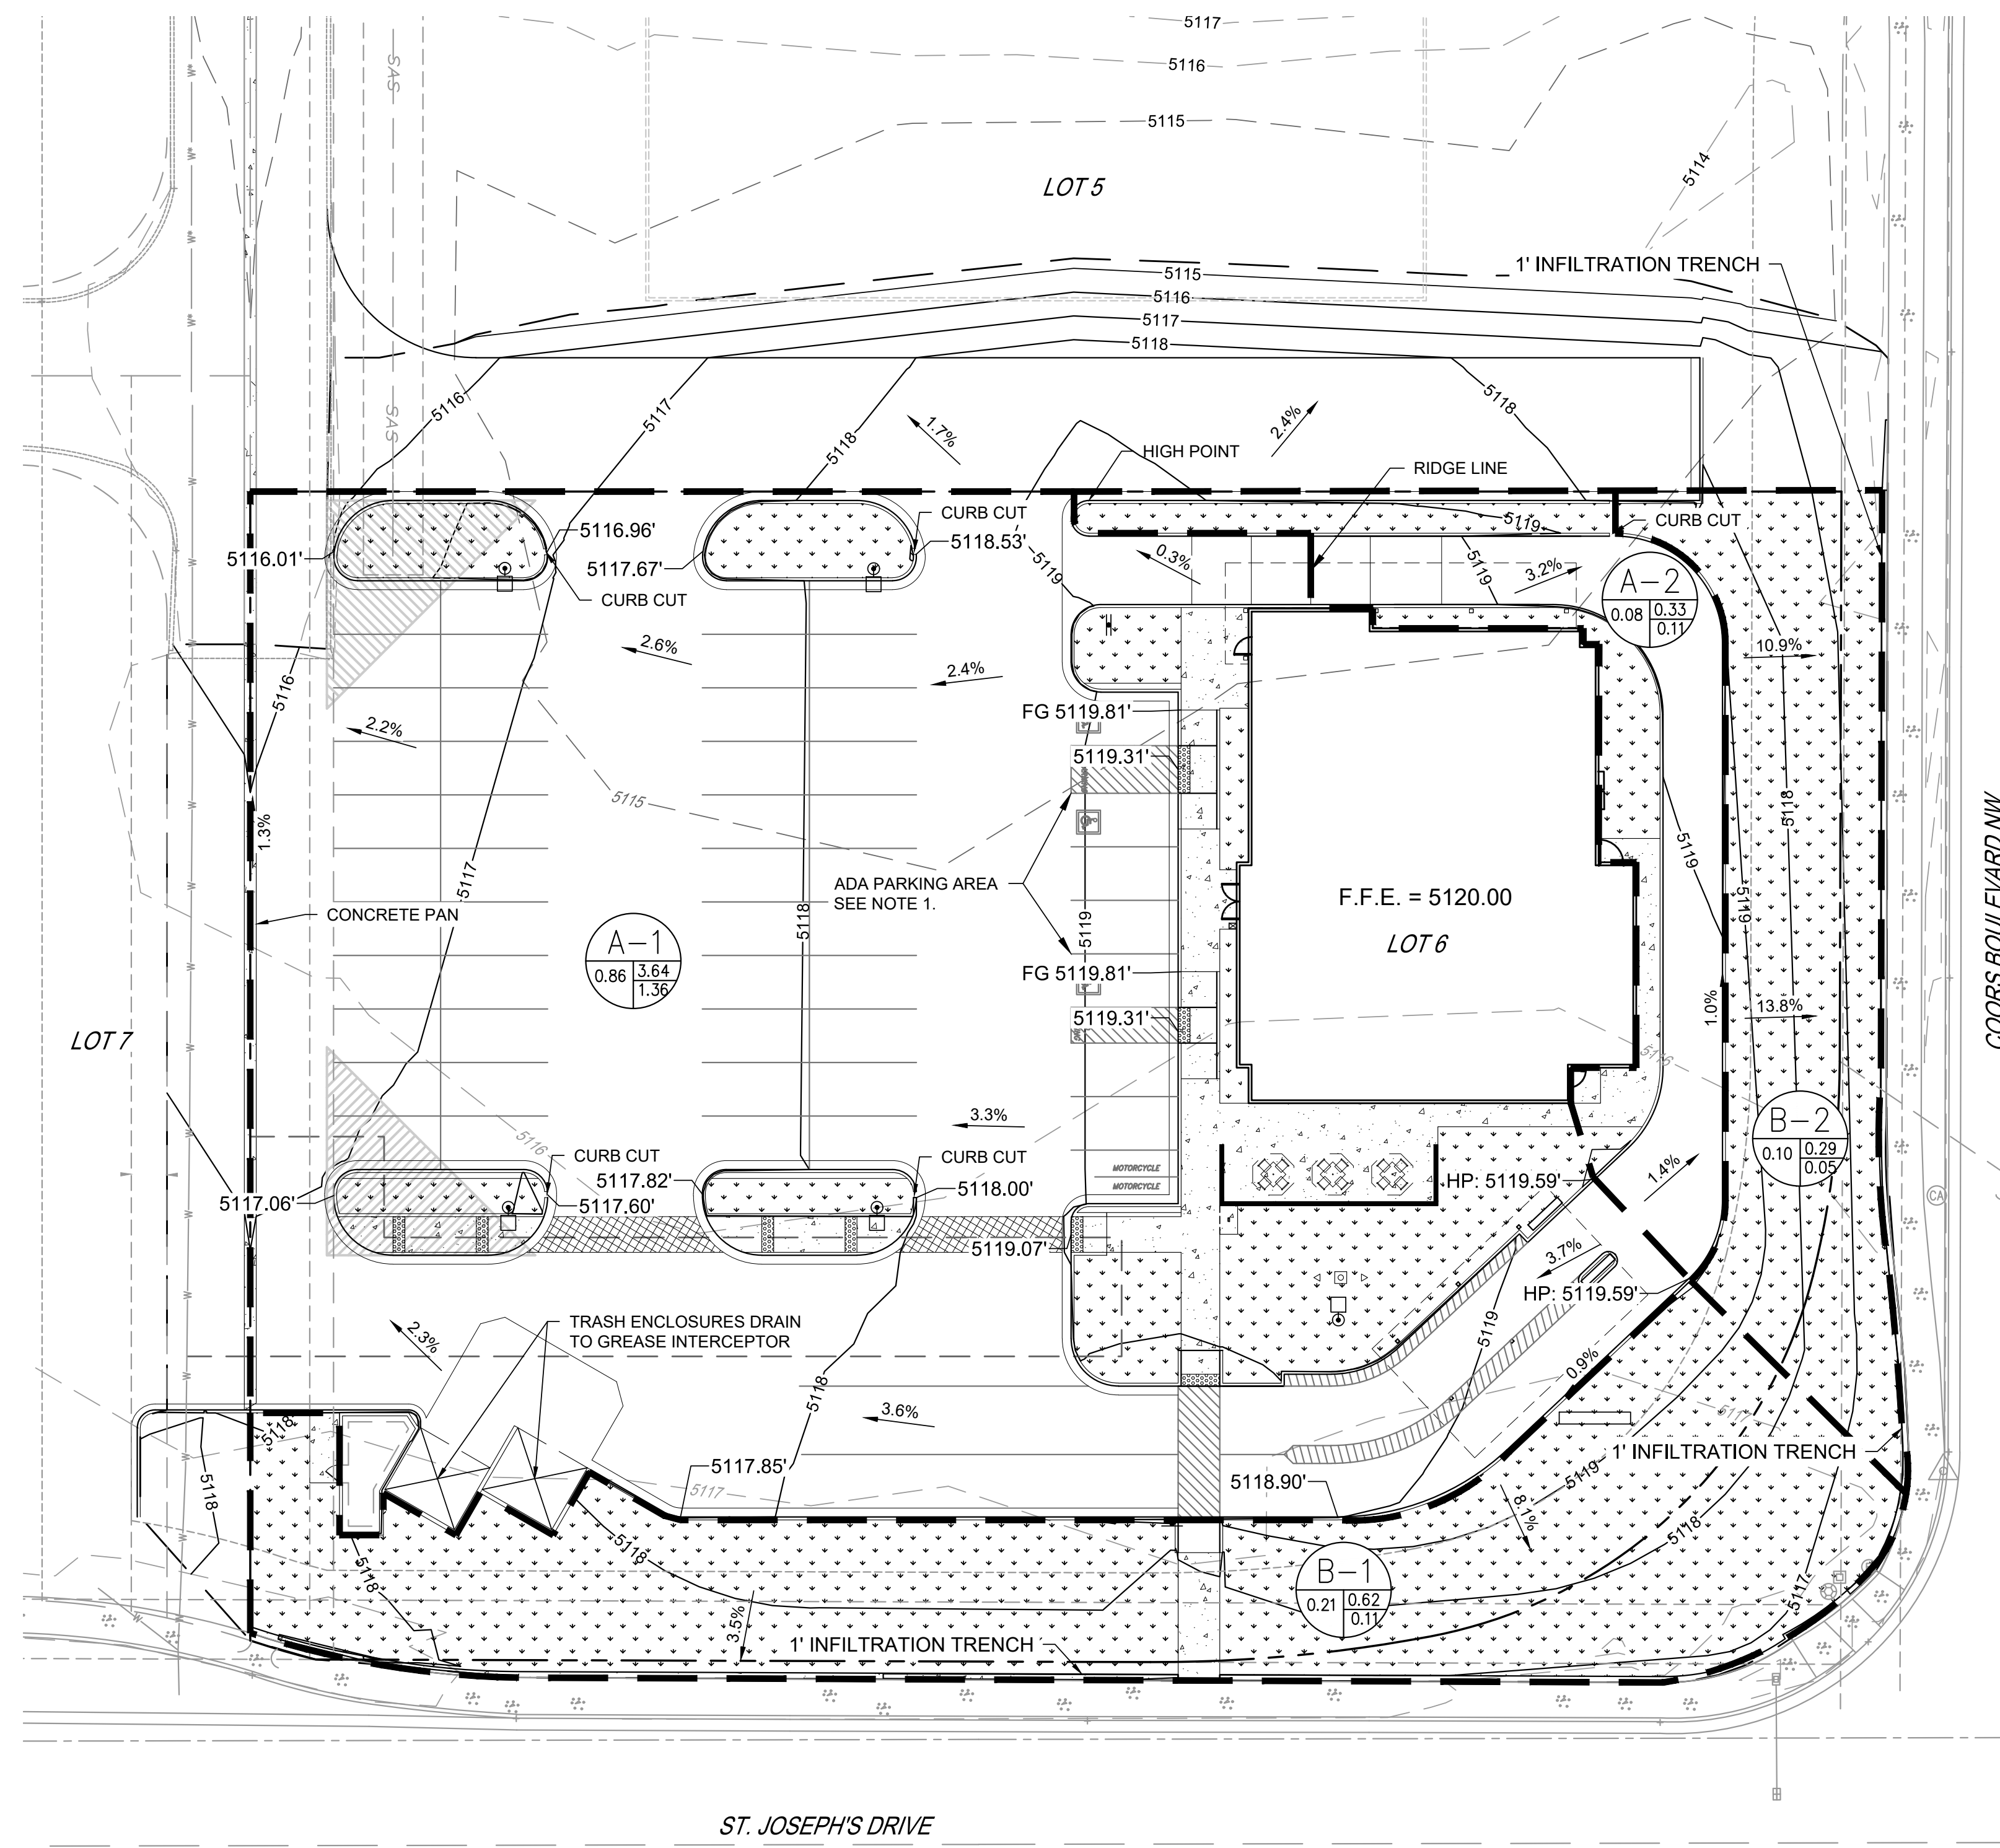 5117
SAS
5116
5115
LOT 5
5114
1' INFILTRATION TRENCH
5115
5116
5117
5118
5116
5117
5118
5118
SAS
1.7%
2.4%
HIGH POINT
RIDGE LINE
CURB CUT
5119
CURB CUT
5116.96'
5118.53'
5116.01'
5117.67'
0.3%
5119
5119
3.2%
A-2
0.08
0.33
0.11
CURB CUT
2.6%
2.4%
10.9%
5116
FG 5119.81'
2.2%
5119.31'
5115
1.3%
5118
5119
5117
ADA PARKING AREA
SEE NOTE 1.
F.F.E. = 5120.00
LOT 6
CONCRETE PAN
5118
5119
5119
COORS BOULEVARD NW
A-1
0.86
3.64
1.36
FG 5119.81'
5119.31'
1.0%
13.8%
LOT 7
5116
3.3%
5116
B-2
0.10
0.29
0.05
CURB CUT
CURB CUT
MOTORCYCLE
MOTORCYCLE
5117.82'
5118.00'
5117.06'
5117.60'
HP: 5119.59'
1.4%
CA
5119.07'
3.7%
HP: 5119.59'
TRASH ENCLOSURES DRAIN
TO GREASE INTERCEPTOR
2.3%
5119
0.9%
5118
3.6%
5117
5118
1' INFILTRATION TRENCH
5117.85'
5118.90'
5119
5118
5117
8.1%
5118
5118
5118
B-1
0.21
0.62
0.11
5117
3.5%
1' INFILTRATION TRENCH
ST. JOSEPH'S DRIVE